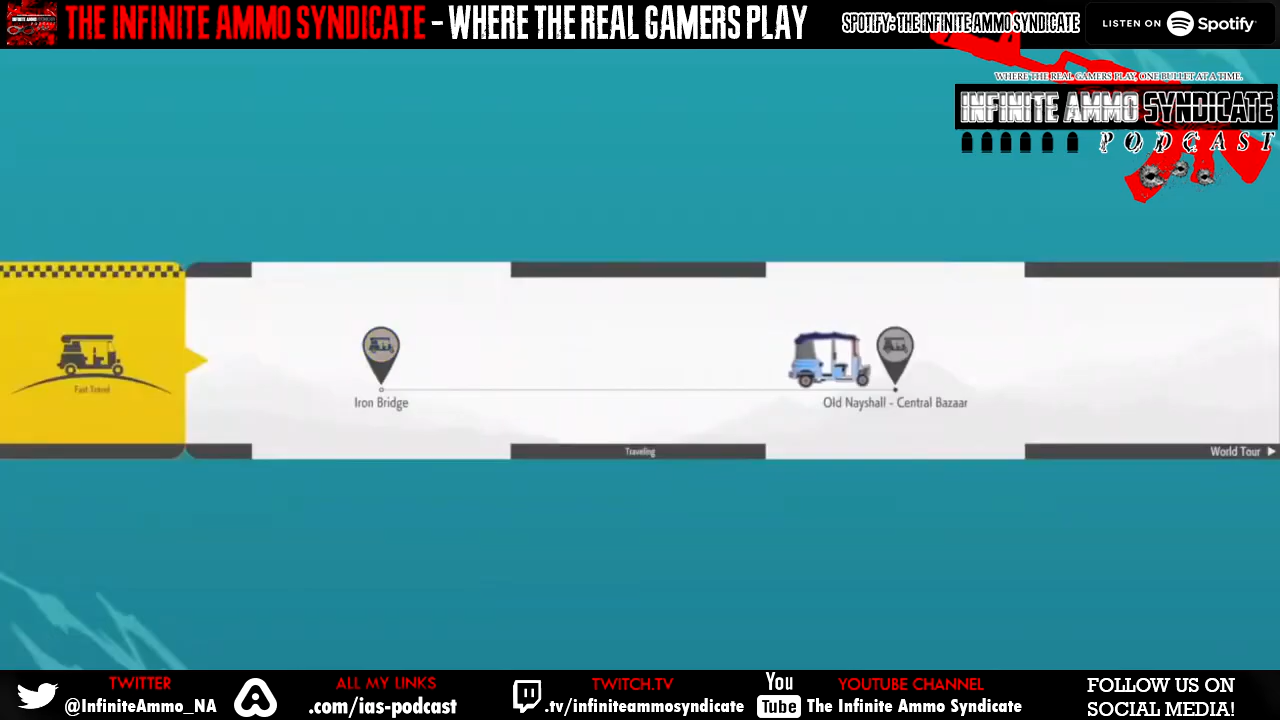 THE INFINITE AMMO SYNDICATE - WHERE THE REAL GAMERS PLAY
SPOTIFY: THE INFINITE AMMO SYNDICATE
LISTEN ON Spotify
WHERE THE REAL GAMERS PLAY, ONE BULLET AT A TIME.
INFINITE AMMO SYNDICATE
PODCAST
Fast Travel
Iron Bridge
Old Nayshall - Central Bazaar
Traveling
World Tour
TWITTER
@InfiniteAmmo_NA
ALL MY LINKS
.com/ias-podcast
TWITCH.TV
.tv/infiniteammosyndicate
You Tube
YOUTUBE CHANNEL
The Infinite Ammo Syndicate
FOLLOW US ON
SOCIAL MEDIA!